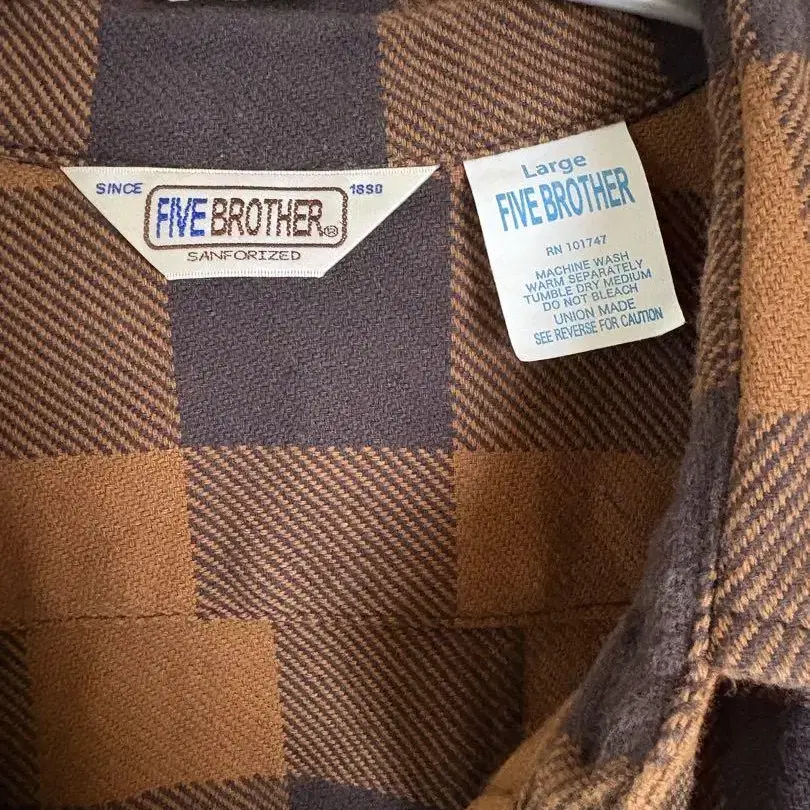 SINCE 1890
FIVE BROTHER®
SANFORIZED
Large
FIVE BROTHER
RN 101747
MACHINE WASH
WARM SEPARATELY
TUMBLE DRY MEDIUM
DO NOT BLEACH
UNION MADE
SEE REVERSE FOR CAUTION